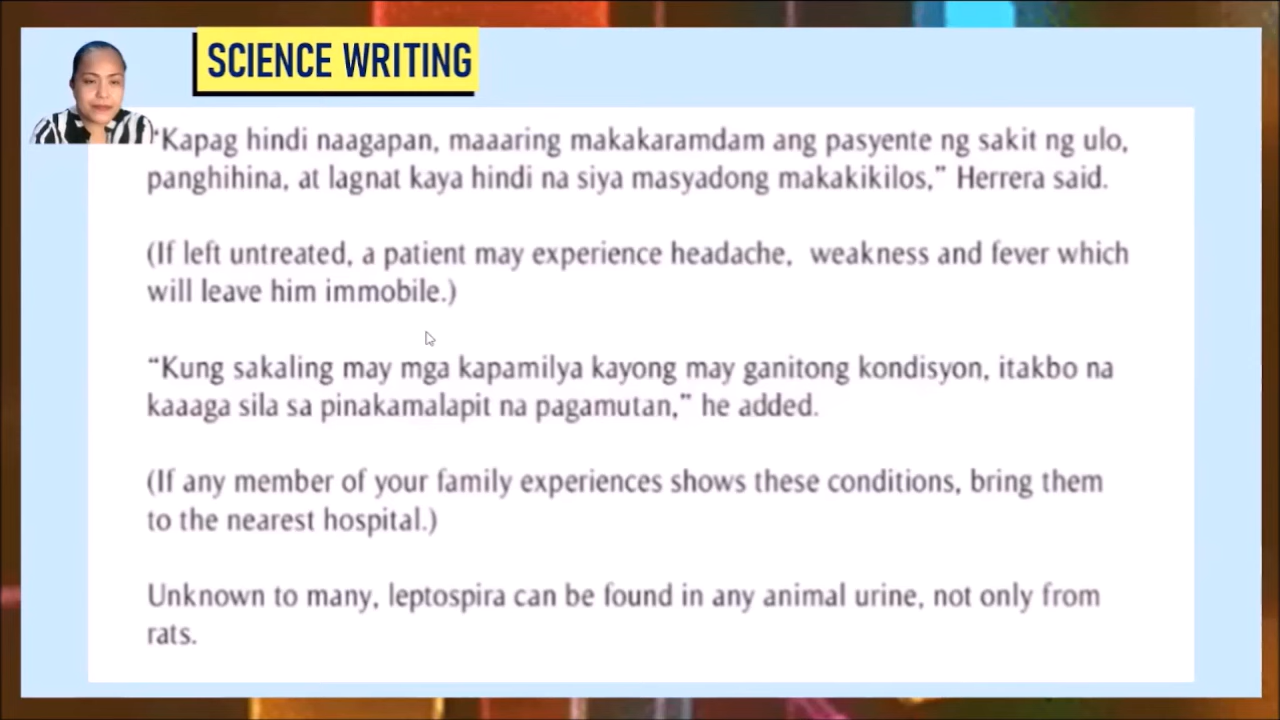 SCIENCE WRITING
“Kapag hindi naagapan, maaaring makakaramdam ang pasyente ng sakit ng ulo,
panghihina, at lagnat kaya hindi na siya masyadong makakikilos,” Herrera said.
(If left untreated, a patient may experience headache, weakness and fever which
will leave him immobile.)
“Kung sakaling may mga kapamilya kayong may ganitong kondisyon, itakbo na
kaaaga sila sa pinakamalapit na pagamutan,” he added.
(If any member of your family experiences shows these conditions, bring them
to the nearest hospital.)
Unknown to many, leptospira can be found in any animal urine, not only from
rats.